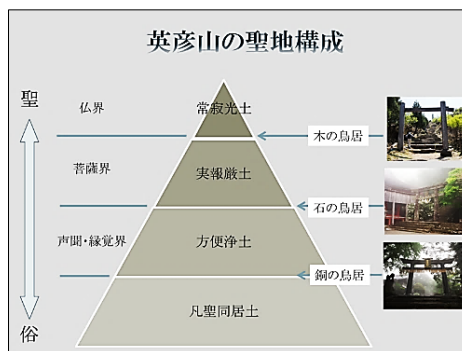 英彦山の聖地構成
聖
仏界
常寂光土
木の鳥居
菩薩界
実報厳土
石の鳥居
声聞・縁覚界
方便浄土
銅の鳥居
凡聖同居土
俗